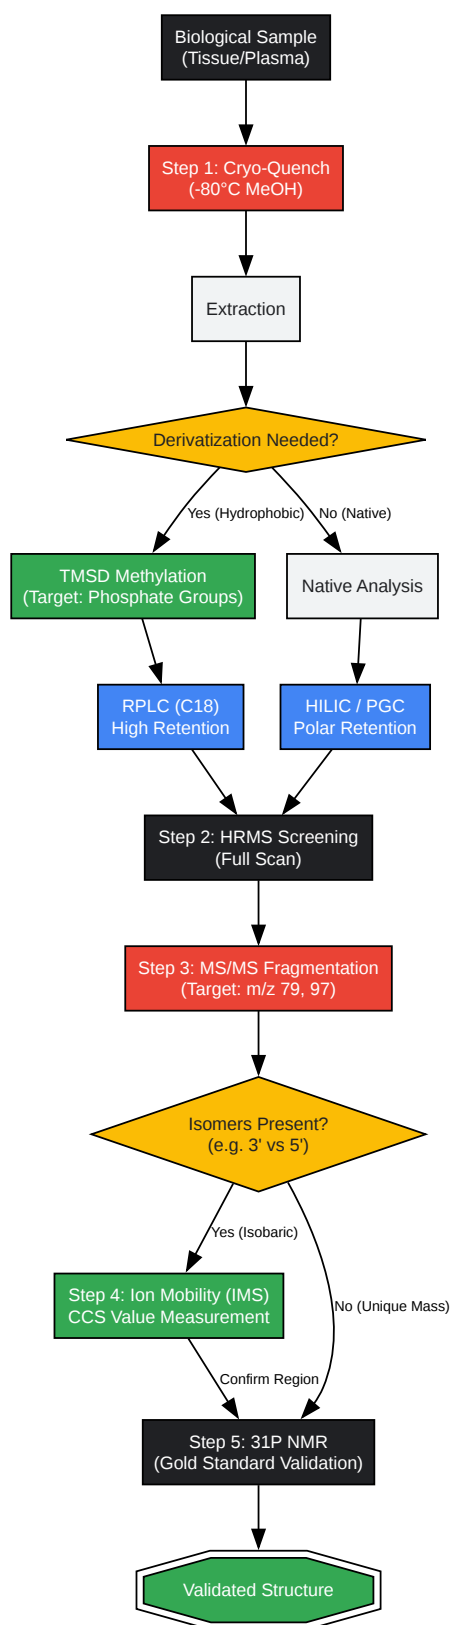 Biological Sample
(Tissue/Plasma)
Step 1: Cryo-Quench
(-80°C MeOH)
Extraction
Derivatization Needed?
Yes (Hydrophobic)
No (Native)
TMSD Methylation
(Target: Phosphate Groups)
Native Analysis
RPLC (C18)
High Retention
HILIC / PGC
Polar Retention
Step 2: HRMS Screening
(Full Scan)
Step 3: MS/MS Fragmentation
(Target: m/z 79, 97)
Isomers Present?
(e.g. 3' vs 5')
Yes (Isobaric)
Step 4: Ion Mobility (IMS)
CCS Value Measurement
No (Unique Mass)
Confirm Region
Step 5: 31P NMR
(Gold Standard Validation)
Validated Structure